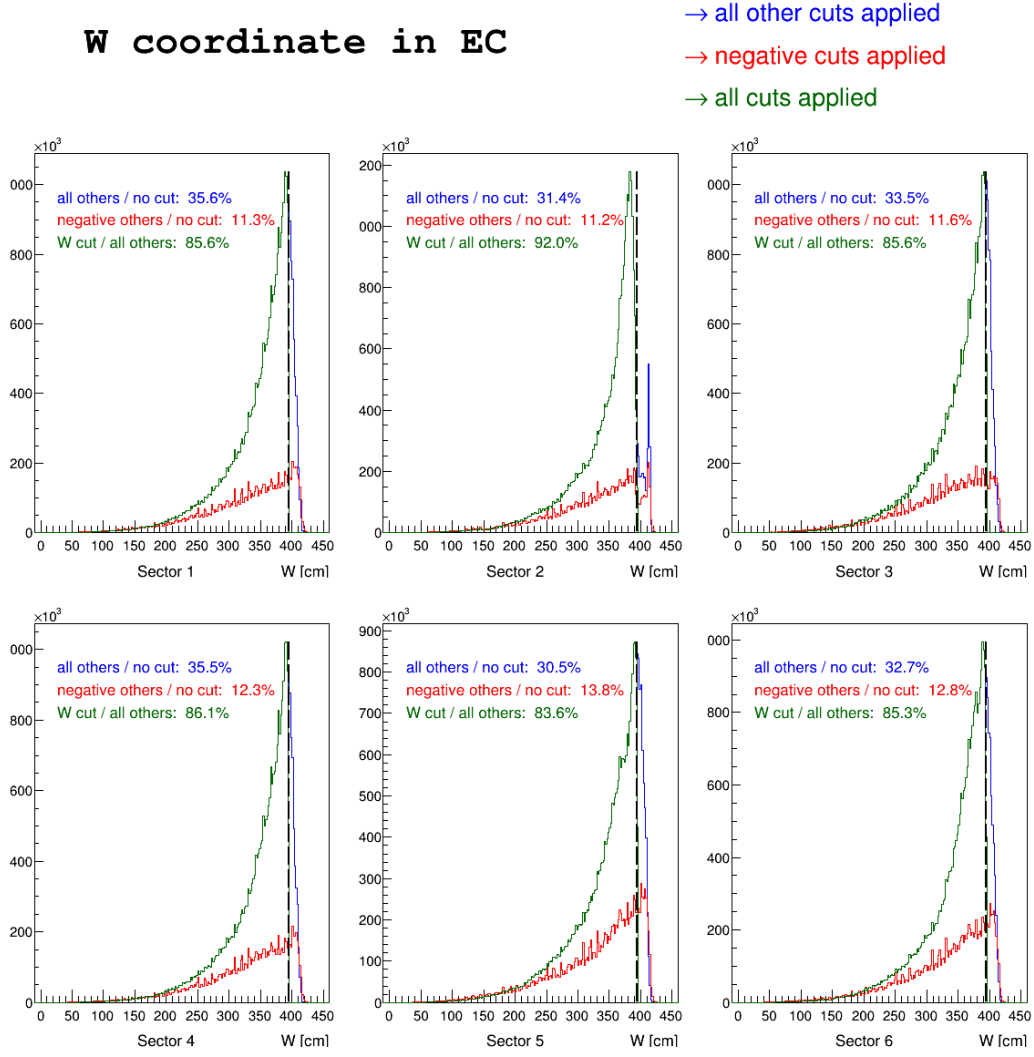 W coordinate in EC
→ all other cuts applied
→ negative cuts applied
→ all cuts applied
×10³
000
800
600
400
200
0
all others / no cut: 35.6%
negative others / no cut: 11.3%
W cut / all others: 85.6%
0 50 100 150 200 250 300 350 400 450
Sector 1 W [cm]
×10³
200
000
800
600
400
200
0
all others / no cut: 31.4%
negative others / no cut: 11.2%
W cut / all others: 92.0%
0 50 100 150 200 250 300 350 400 450
Sector 2 W [cm]
×10³
000
800
600
400
200
0
all others / no cut: 33.5%
negative others / no cut: 11.6%
W cut / all others: 85.6%
0 50 100 150 200 250 300 350 400 450
Sector 3 W [cm]
×10³
000
800
600
400
200
0
all others / no cut: 35.5%
negative others / no cut: 12.3%
W cut / all others: 86.1%
0 50 100 150 200 250 300 350 400 450
Sector 4 W [cm]
×10³
900
800
700
600
500
400
300
200
100
0
all others / no cut: 30.5%
negative others / no cut: 13.8%
W cut / all others: 83.6%
0 50 100 150 200 250 300 350 400 450
Sector 5 W [cm]
×10³
000
800
600
400
200
0
all others / no cut: 32.7%
negative others / no cut: 12.8%
W cut / all others: 85.3%
0 50 100 150 200 250 300 350 400 450
Sector 6 W [cm]